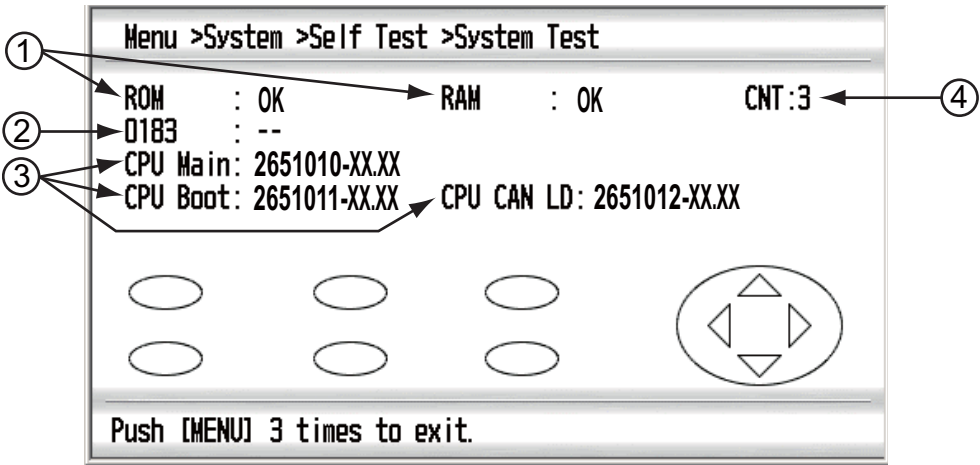 Menu >System >Self Test >System Test
1
ROM : OK RAM : OK CNT:3
4
2
0183 : --
3
CPU Main: 2651010-XX.XX
CPU Boot: 2651011-XX.XX CPU CAN LD: 2651012-XX.XX
Push [MENU] 3 times to exit.